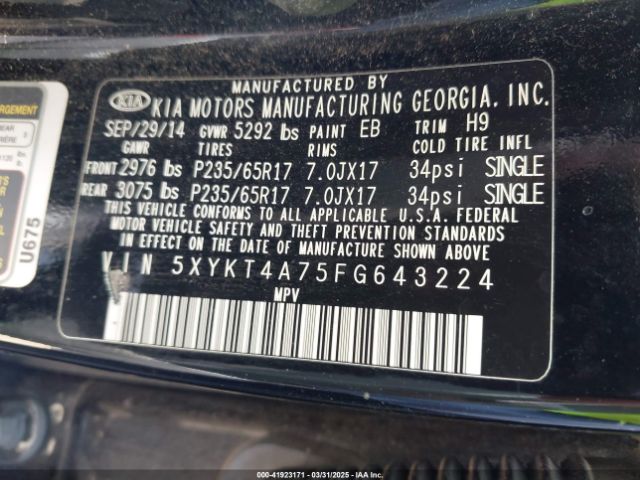 MANUFACTURED BY
KIA KIA MOTORS MANUFACTURING GEORGIA, INC.
SEP/29/14 GVWR 5292 lbs PAINT EB TRIM H9
GAWR TIRES RIMS COLD TIRE INFL
FRONT 2976 lbs P235/65R17 7.0JX17 34psi SINGLE
REAR 3075 lbs P235/65R17 7.0JX17 34psi SINGLE
THIS VEHICLE CONFORMS TO ALL APPLICABLE U.S.A. FEDERAL
MOTOR VEHICLE SAFETY AND THEFT PREVENTION STANDARDS
IN EFFECT ON THE DATE OF MANUFACTURE SHOWN ABOVE.
VIN 5XYKT4A75FG643224
MPV
U675
000-41923171 - 03/31/2025 - IAA Inc.